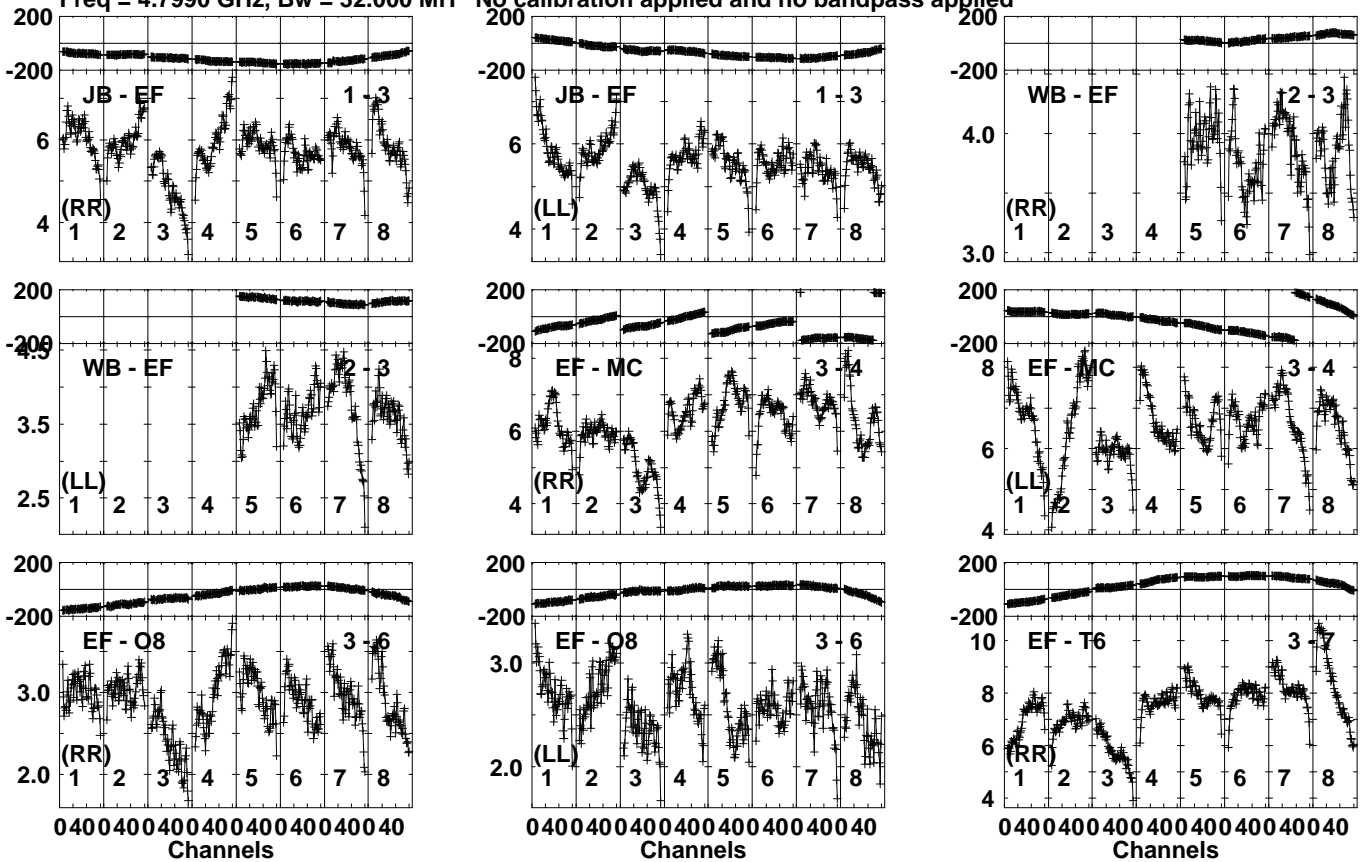 Freq = 4.7990 GHz, Bw = 32.000 MH No calibration applied and no bandpass applied
200 200 200
-200 -200 -200
JB - EF 1 - 3 JB - EF 1 - 3 WB - EF 2 - 3
6 6 4.0
(RR) (LL) (RR)
4 4 3.0
1 2 3 4 5 6 7 8 1 2 3 4 5 6 7 8 1 2 3 4 5 6 7 8
200 200 200
-200 -200 -200
4.5 8 8
WB - EF 2 - 3 EF - MC 3 - 4 EF - MC 3 - 4
3.5 6 6
(LL) (RR) (LL)
2.5 4 4
1 2 3 4 5 6 7 8 1 2 3 4 5 6 7 8 1 2 3 4 5 6 7 8
200 200 200
-200 -200 -200
EF - O8 3 - 6 EF - O8 3 - 6 EF - T6 3 - 7
3.0 3.0 10
8
(RR) (LL) (RR)
2.0 2.0 6
4
1 2 3 4 5 6 7 8 1 2 3 4 5 6 7 8 1 2 3 4 5 6 7 8
0 40 0 40 0 40 0 40 0 40 0 40 0 40 0 40 0 40 0 40 0 40 0 40 0 40 0 40 0 40 0 40 0 40 0 40 0 40 0 40 0 40 0 40 0 40 0 40
Channels Channels Channels